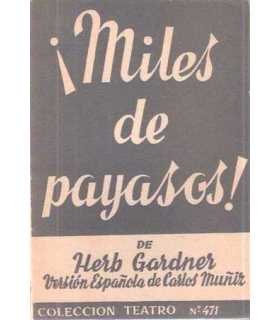 ¡Miles
de
payasos!
DE
Herb Gardner
Versión Española de Carlos Muñiz
COLECCION TEATRO Nº 471